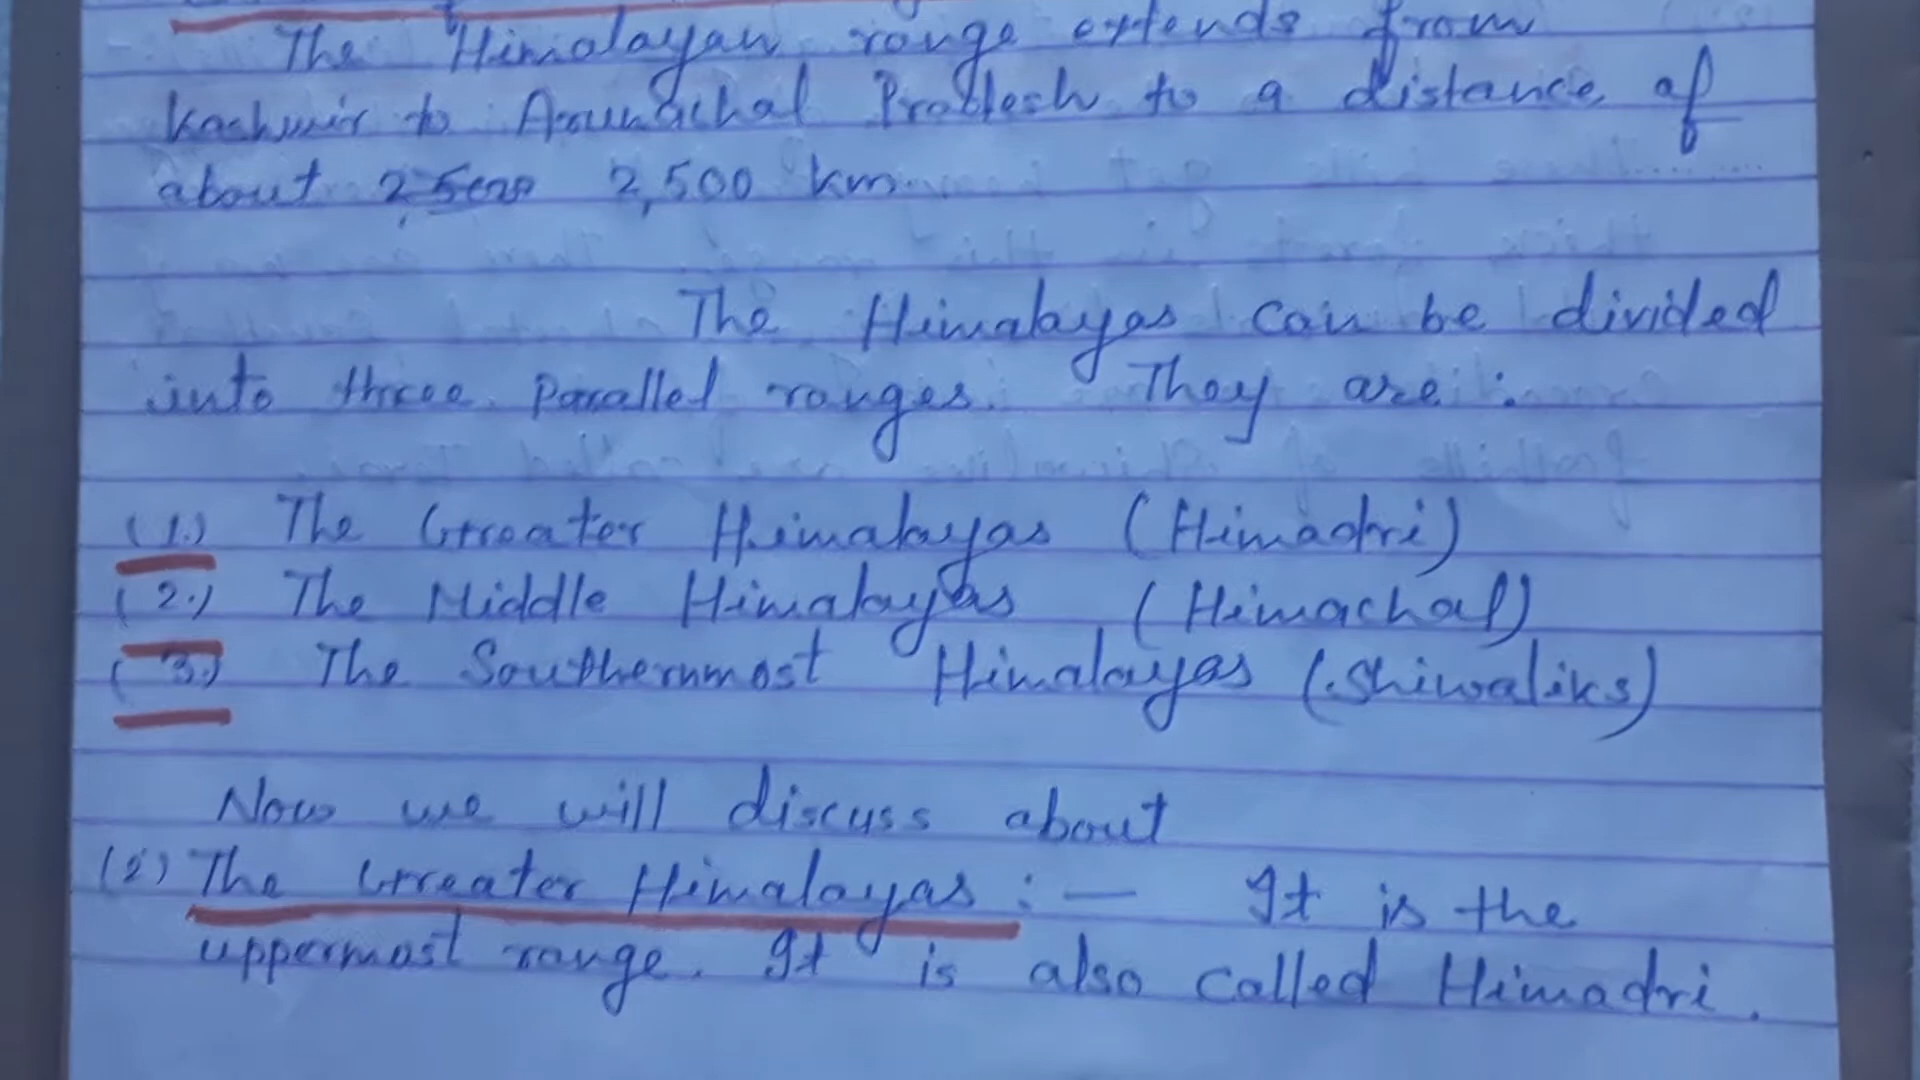 The Himalayan range extends from
Kashmir to Arunachal Pradesh to a distance of
about 2,500 km.
The Himalayas can be divided
into three Parallel ranges. They are :
(1.) The Greater Himalayas (Himadri)
(2.) The Middle Himalayas (Himachal)
(3.) The Southernmost Himalayas (Shiwaliks)
Now we will discuss about
The Greater Himalayas :— It is the
uppermost range. It is also called Himadri.